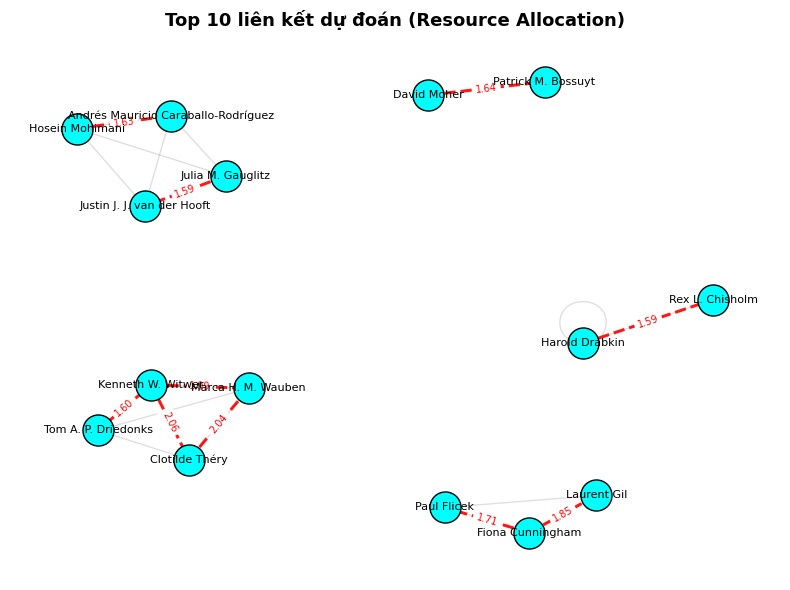 Top 10 liên kết dự đoán (Resource Allocation)
Patrick M. Bossuyt
1.64
David Moher
Andrés Mauricio Caraballo-Rodríguez
1.63
Hosein Mohimani
Julia M. Gauglitz
1.59
Justin J. J. van der Hooft
Rex L. Chisholm
1.59
Harold Drabkin
Kenneth W. Witwer
Marca H. M. Wauben
1.60
2.06
2.04
Tom A. P. Driedonks
Clotilde Théry
Laurent Gil
Paul Flicek
1.71
1.85
Fiona Cunningham